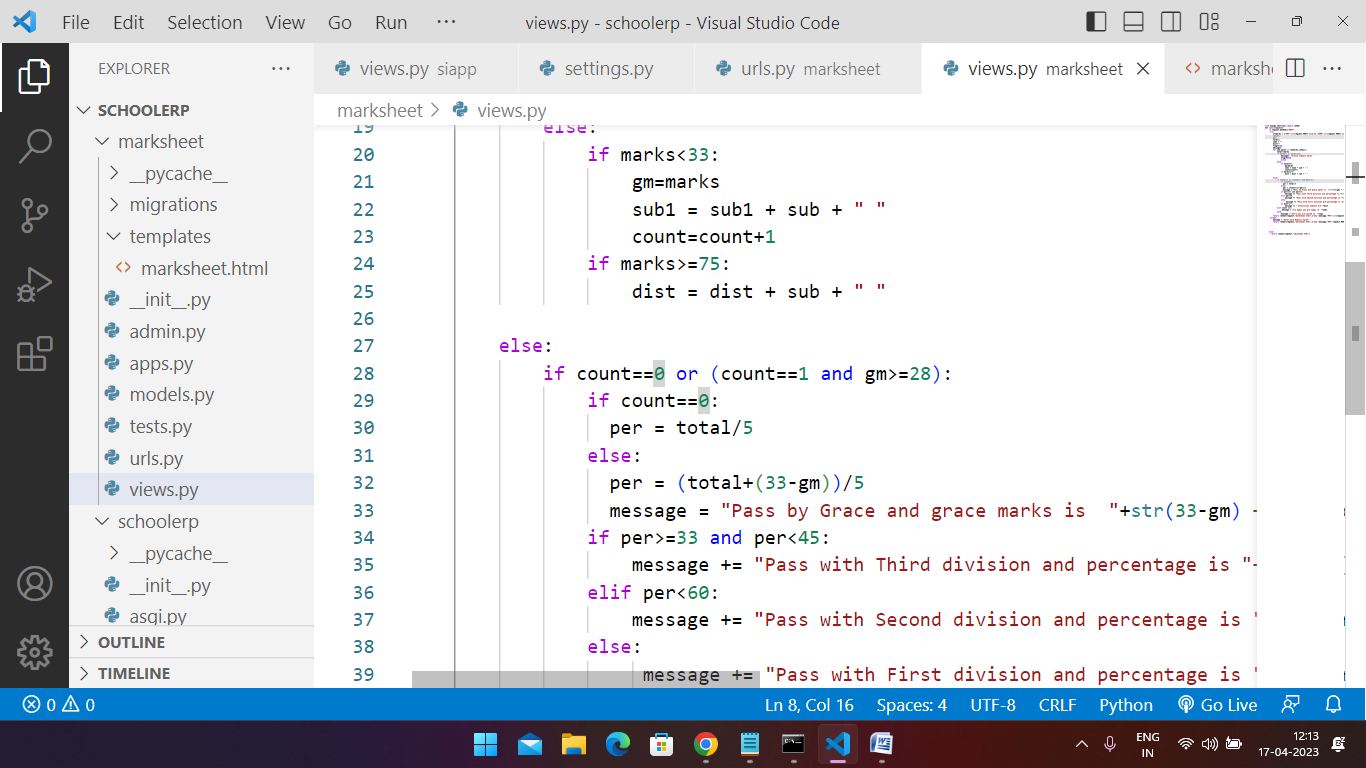 File Edit Selection View Go Run ··· views.py - schoolerp - Visual Studio Code
EXPLORER ···
SCHOOLERP
marksheet
__pycache__
migrations
templates
<> marksheet.html
__init__.py
admin.py
apps.py
models.py
tests.py
urls.py
views.py
schoolerp
__pycache__
__init__.py
asgi.py
OUTLINE
TIMELINE
views.py siapp settings.py urls.py marksheet views.py marksheet <> marksh ···
marksheet > views.py
19 else:
20 if marks<33:
21 gm=marks
22 sub1 = sub1 + sub + " "
23 count=count+1
24 if marks>=75:
25 dist = dist + sub + " "
26
27 else:
28 if count==0 or (count==1 and gm>=28):
29 if count==0:
30 per = total/5
31 else:
32 per = (total+(33-gm))/5
33 message = "Pass by Grace and grace marks is  "+str(33-gm)
34 if per>=33 and per<45:
35 message += "Pass with Third division and percentage is "
36 elif per<60:
37 message += "Pass with Second division and percentage is
38 else:
39 message += "Pass with First division and percentage is
0 0 Ln 8, Col 16 Spaces: 4 UTF-8 CRLF Python Go Live
ENG
IN
12:13
17-04-2023